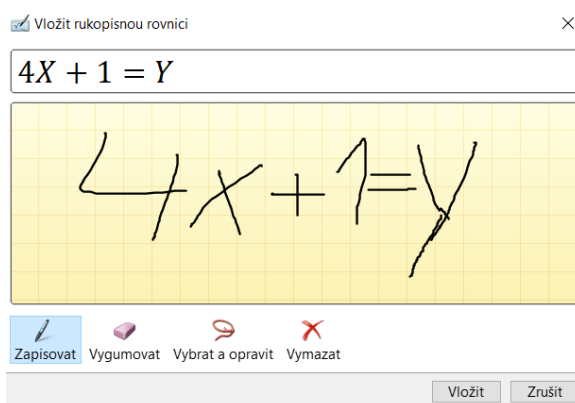 Vložit rukopisnou rovnici
4X + 1 = Y
4x+1=y
Zapisovat Vygumovat Vybrat a opravit Vymazat
Vložit Zrušit